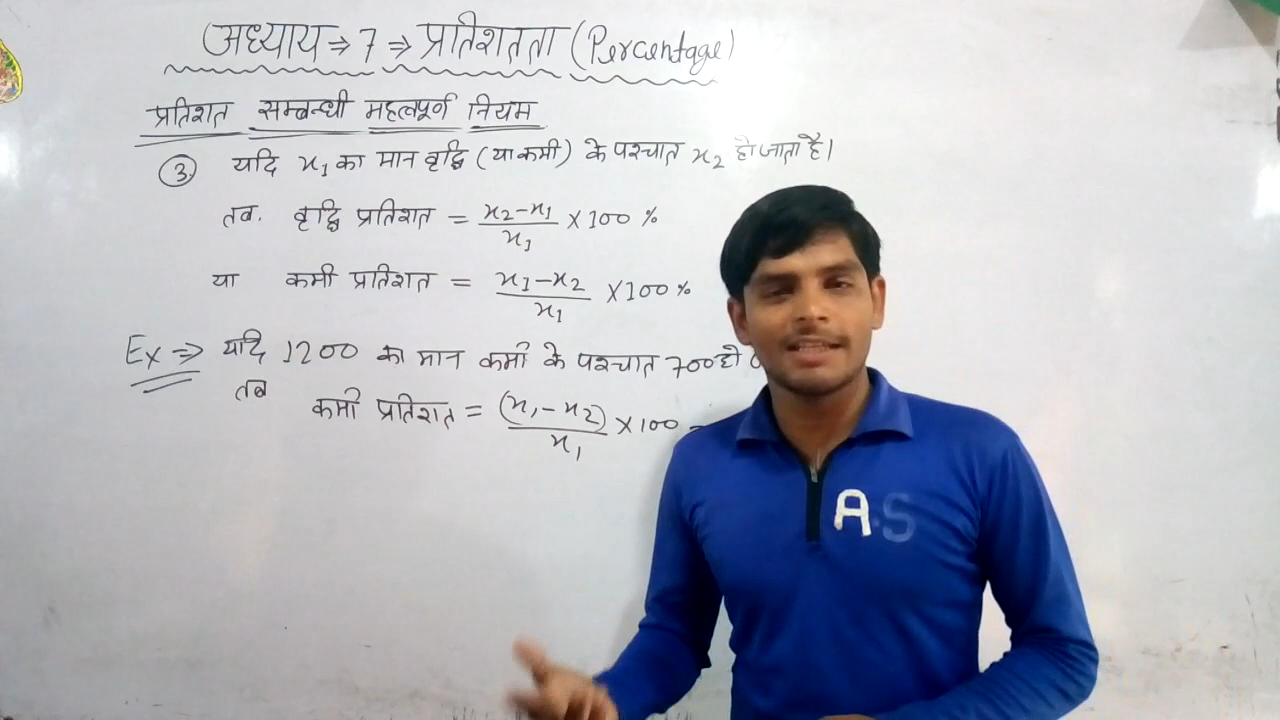 अध्याय ⇒ 7 ⇒ प्रतिशतता (Percentage)
प्रतिशत सम्बन्धी महत्वपूर्ण नियम
③. यदि x₁ का मान वृद्धि (या कमी) के पश्चात x₂ हो जाता है।
तब. वृद्धि प्रतिशत = (x₂-x₁)/x₁ × 100 %
या कमी प्रतिशत = (x₁-x₂)/x₁ × 100 %
Ex ⇒ यदि 1200 का मान कमी के पश्चात 700 हो
तब
कमी प्रतिशत = (x₁-x₂)/x₁ × 100
A.S